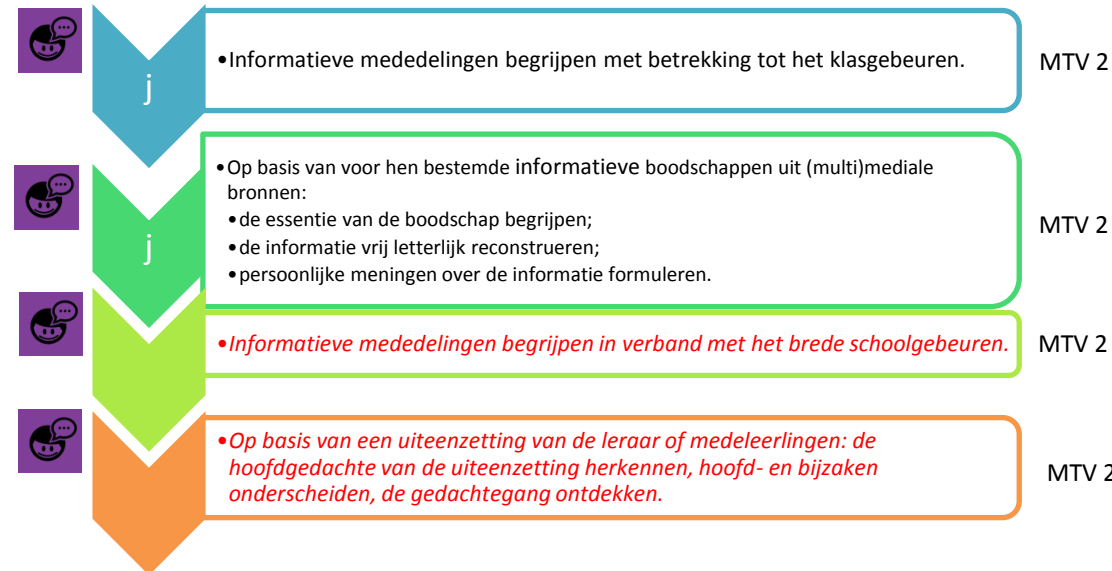 j
•Informatieve mededelingen begrijpen met betrekking tot het klasgebeuren.
MTV 2
j
•Op basis van voor hen bestemde informatieve boodschappen uit (multi)mediale
bronnen:
•de essentie van de boodschap begrijpen;
•de informatie vrij letterlijk reconstrueren;
•persoonlijke meningen over de informatie formuleren.
MTV 2
•Informatieve mededelingen begrijpen in verband met het brede schoolgebeuren.
MTV 2
•Op basis van een uiteenzetting van de leraar of medeleerlingen: de
hoofdgedachte van de uiteenzetting herkennen, hoofd- en bijzaken
onderscheiden, de gedachtegang ontdekken.
MTV 2